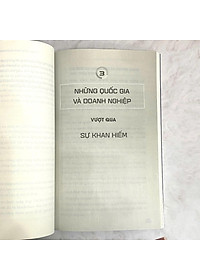 3
NHỮNG QUỐC GIA
VÀ DOANH NGHIỆP
VƯỢT QUA
SỰ KHAN HIẾM